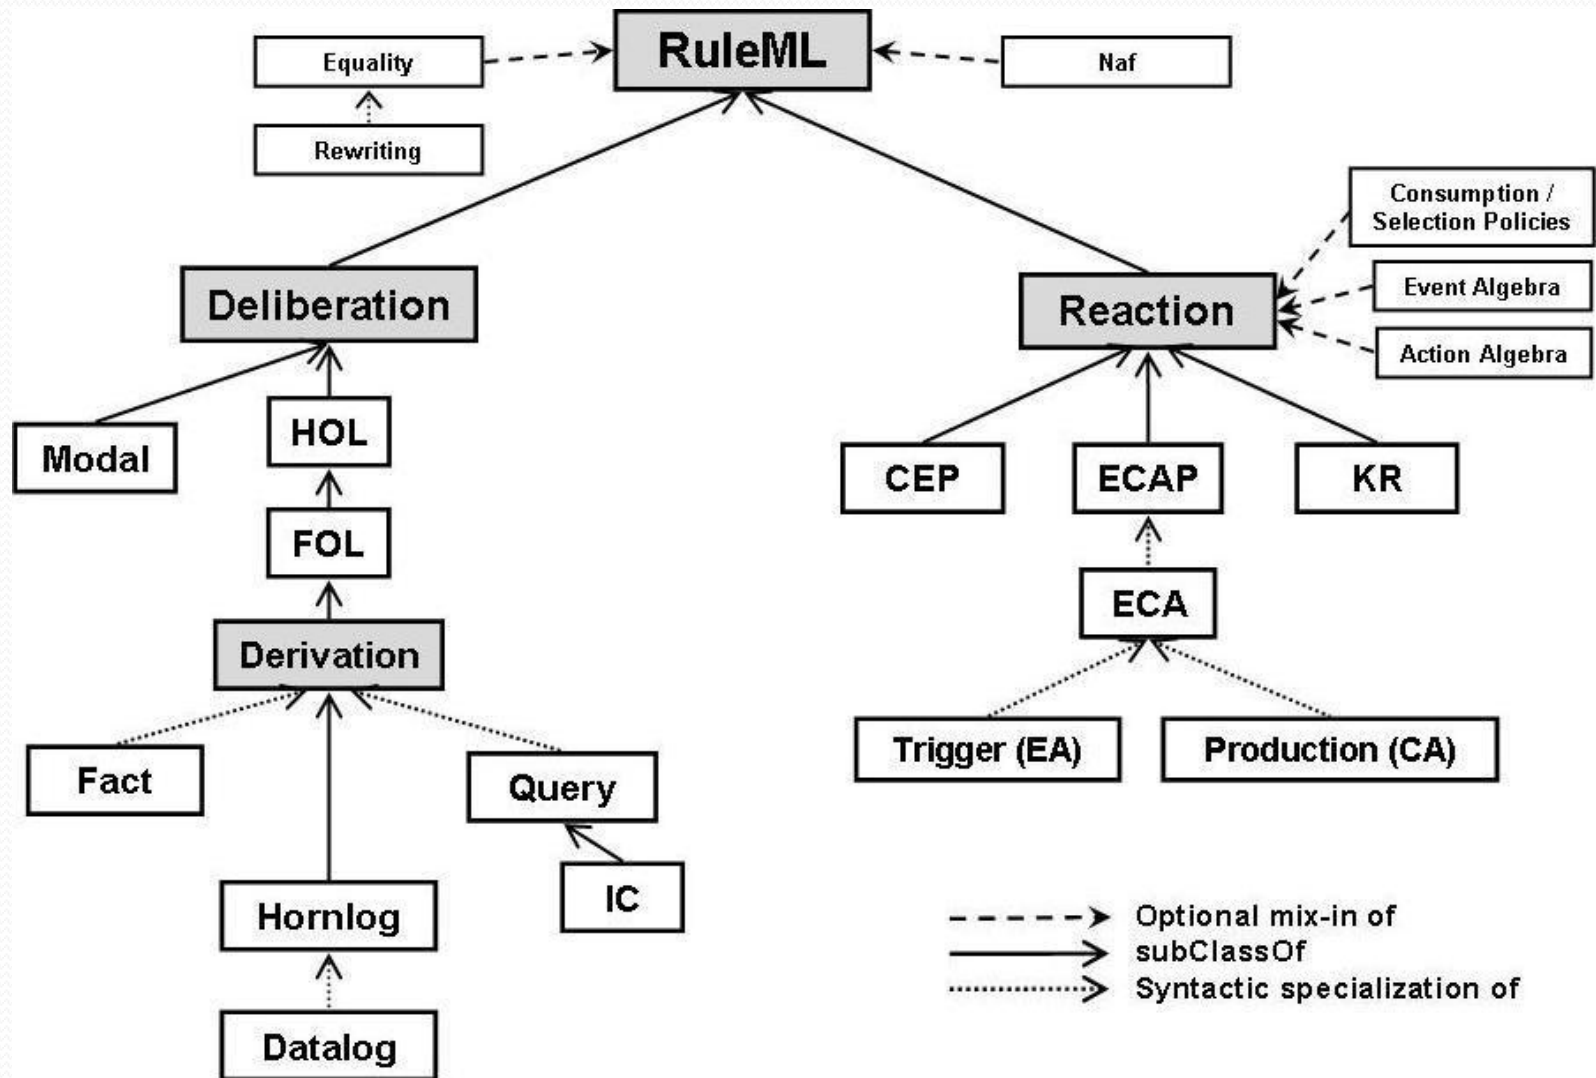 RuleML
Equality
Naf
Rewriting
Consumption /
Selection Policies
Deliberation
Reaction
Event Algebra
Action Algebra
HOL
Modal
CEP
ECAP
KR
FOL
ECA
Derivation
Trigger (EA)
Production (CA)
Fact
Query
IC
Hornlog
Optional mix-in of
subClassOf
Syntactic specialization of
Datalog